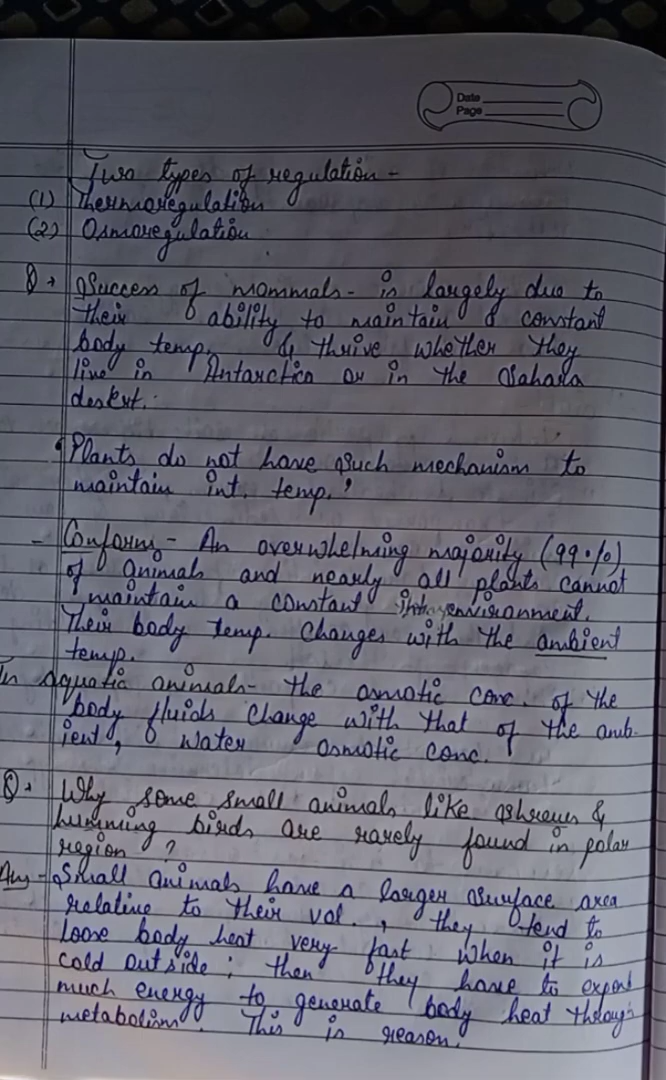 Date
Page
Two types of regulation -
(1) Thermoregulation
(2) Osmoregulation
Success of mammals - is largely due to
their ability to maintain a constant
body temp. & thrive whether they
live in Antarctica or in the Sahara
desert.
Plants do not have such mechanism to
maintain int. temp.
- Conform - An overwhelming majority (99%)
of animals and nearly all plants cannot
maintain a constant environment.
Their body temp. changes with the ambient
temp.
In aquatic animals - the osmotic conc. of the
body fluids change with that of the amb-
ient, water osmotic conc.
Q. Why some small animals like shrews &
humming birds are rarely found in polar
region ?
Ans - Small animals have a larger surface area
relative to their vol. , they tend to
loose body heat very fast when it is
cold outside ; then they have to expend
much energy to generate body heat through
metabolism. This is reason.